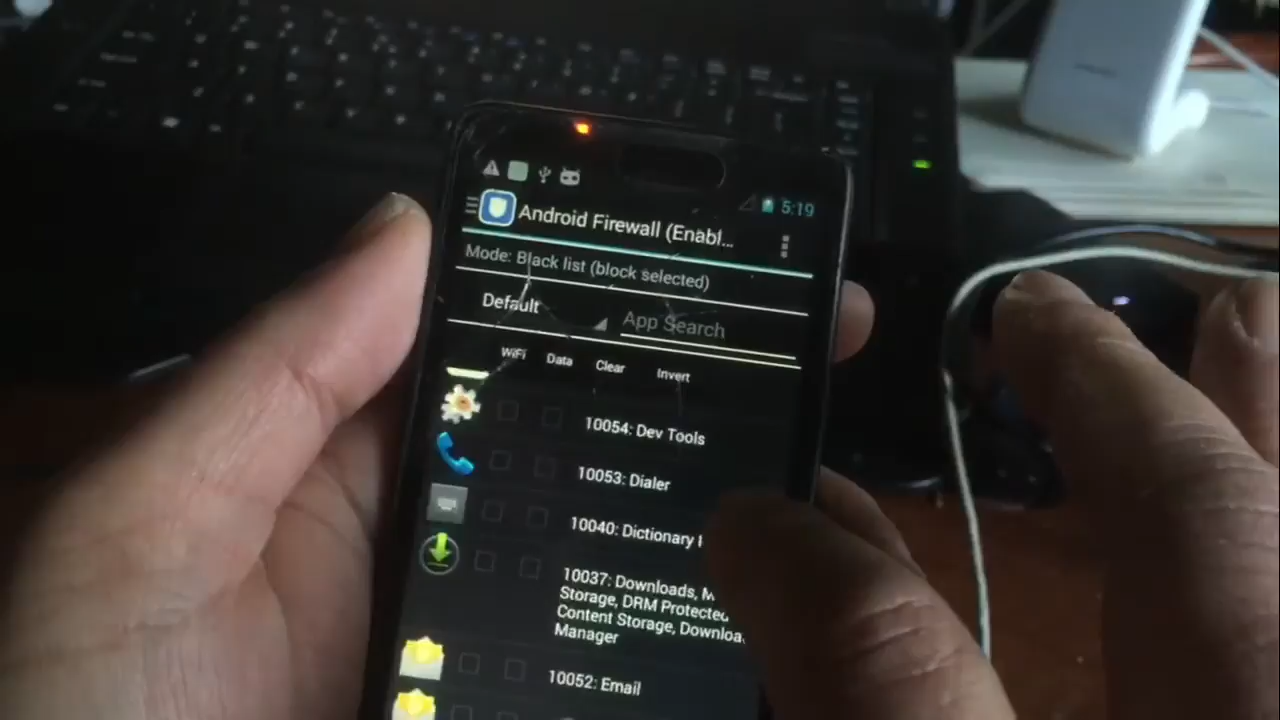 5:19
Android Firewall (Enabl...
Mode: Black list (block selected)
Default
App Search
WiFi Data Clear Invert
10054: Dev Tools
10053: Dialer
10040: Dictionary
10037: Downloads,
Storage, DRM Protected
Content Storage,
Manager
10052: Email